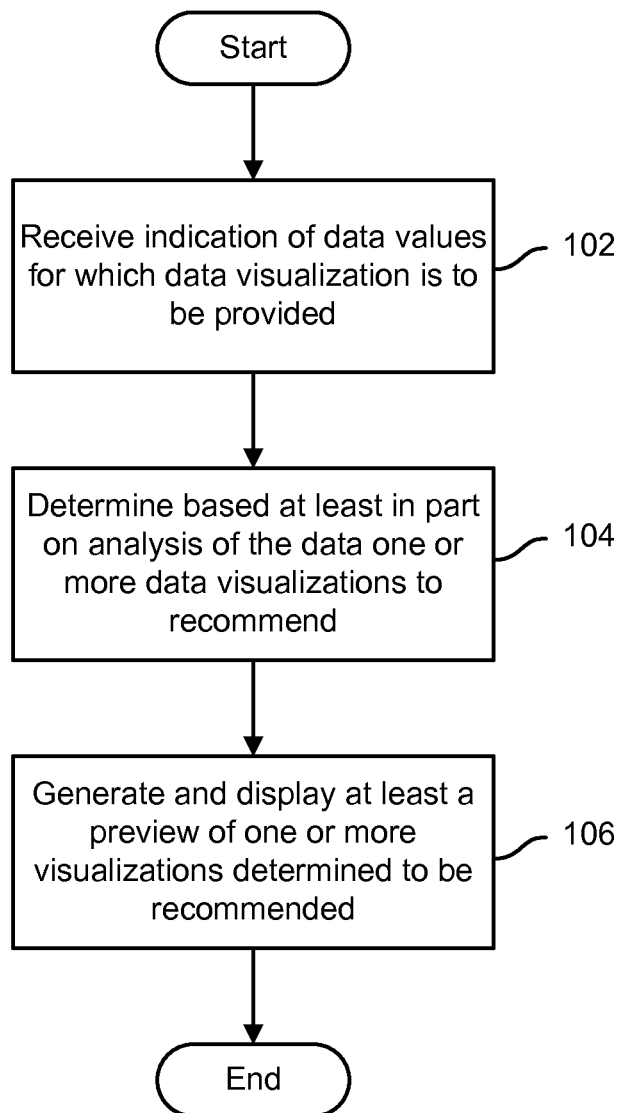 Start
Receive indication of data values
for which data visualization is to
be provided
102
Determine based at least in part
on analysis of the data one or
more data visualizations to
recommend
104
Generate and display at least a
preview of one or more
visualizations determined to be
recommended
106
End